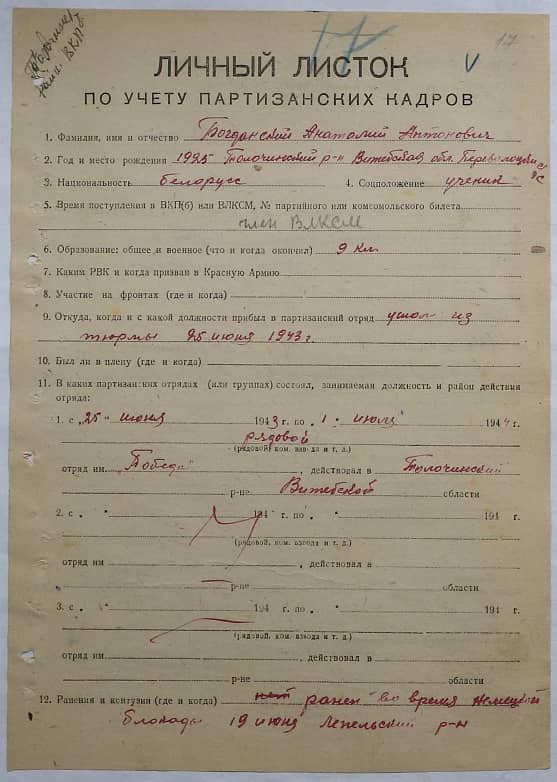 17
V 17
ЛИЧНЫЙ ЛИСТОК
ПО УЧЕТУ ПАРТИЗАНСКИХ КАДРОВ
1. Фамилия, имя и отчество Богданский Анатолий Антонович
2. Год и место рождения 1925 Толочинский р-н Витебская обл. с/с
3. Национальность белорусс 4. Соцположение ученик
5. Время поступления в ВКП(б) или ВЛКСМ, № партийного или комсомольского билета
член ВЛКСМ
6. Образование: общее и военное (что и когда окончил) 9 кл.
7. Каким РВК и когда призван в Красную Армию
8. Участие на фронтах (где и когда)
9. Откуда, когда и с какой должности прибыл в партизанский отряд ушол из
тюрмы 25 июня 1943 г.
10. Был ли в плену (где и когда)
11. В каких партизанских отрядах (или группах) состоял, занимаемая должность и район действия
отряда:
1. с „25" июня 1943 г. по „1" июля 1944 г.
рядовой
(рядовой, ком. взвода и т. д.)
отряд им „Победа", действовал в Толочинский
р-не Витебской области
2. с „ " 194 г. по „ " 194 г.
(рядовой, ком. взвода и т. д.)
отряд им , действовал в
р-не области
3. с „ " 194 г. по „ " 194 г.
(рядовой, ком. взвода и т. д.)
отряд им , действовал в
р-не области
12. Ранения и контузии (где и когда) нет ранен во время немецкой
блокады 19 июня Лепельский р-н